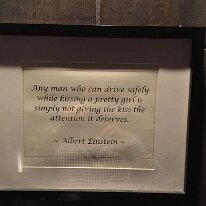 Any man who can drive safely
while kissing a pretty girl is
simply not giving the kiss the
attention it deserves.
~ Albert Einstein ~